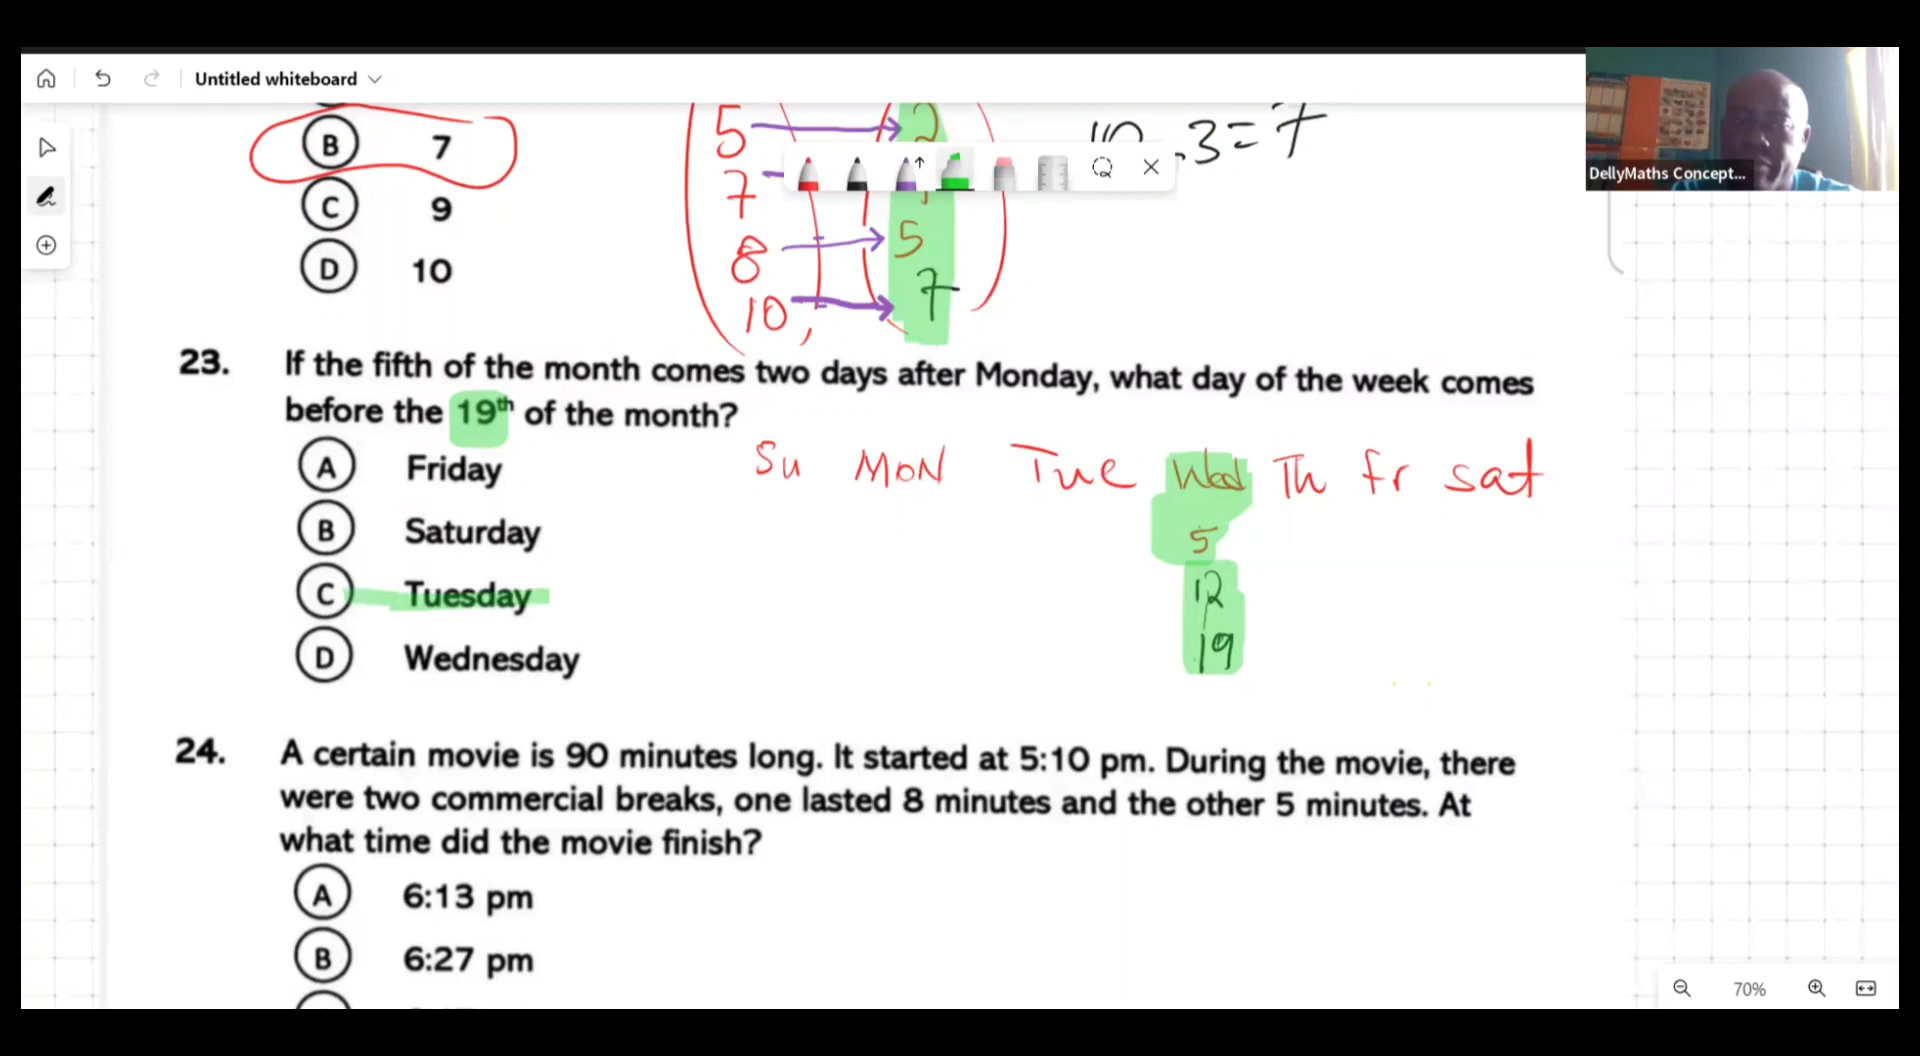 Untitled whiteboard
B 7
C 9
D 10
5 2
7
8 5
10, 7
3 = 7
DellyMaths Concept...
23. If the fifth of the month comes two days after Monday, what day of the week comes
before the 19th of the month?
A Friday
B Saturday
C Tuesday
D Wednesday
Su MON Tue Wed Th fr sat
5
12
19
24. A certain movie is 90 minutes long. It started at 5:10 pm. During the movie, there
were two commercial breaks, one lasted 8 minutes and the other 5 minutes. At
what time did the movie finish?
A 6:13 pm
B 6:27 pm
70%